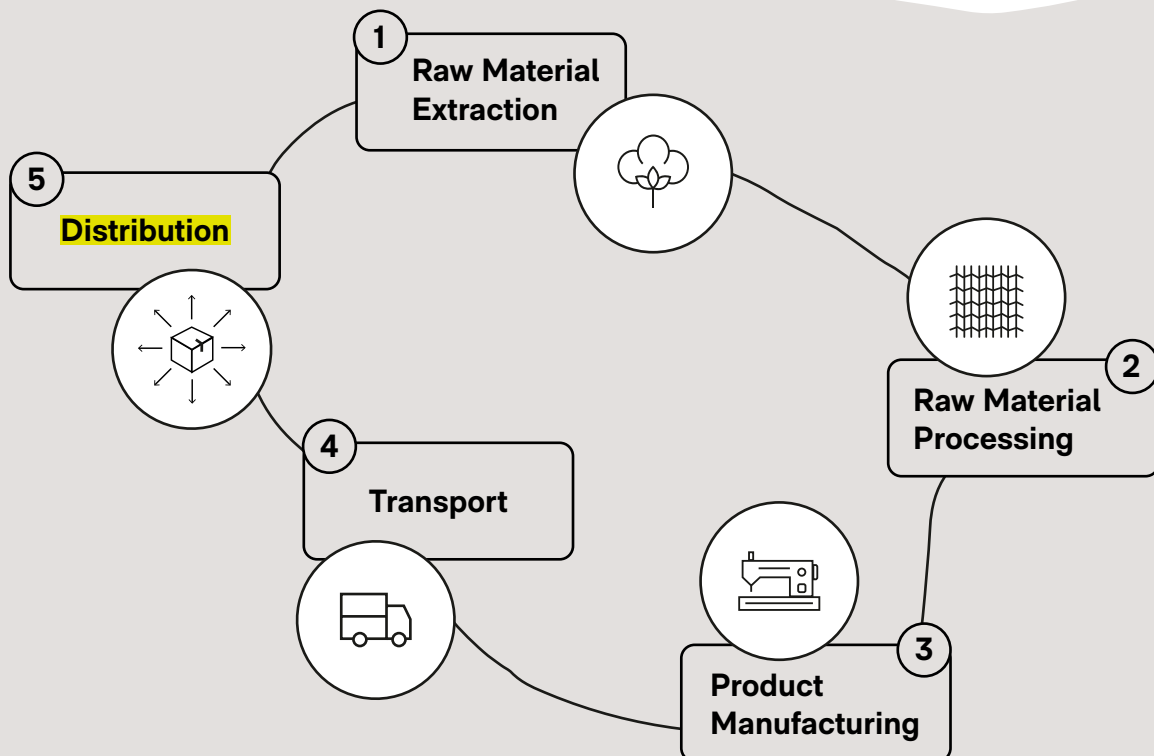 1
Raw Material
Extraction
2
Raw Material
Processing
3
Product
Manufacturing
4
Transport
5
Distribution